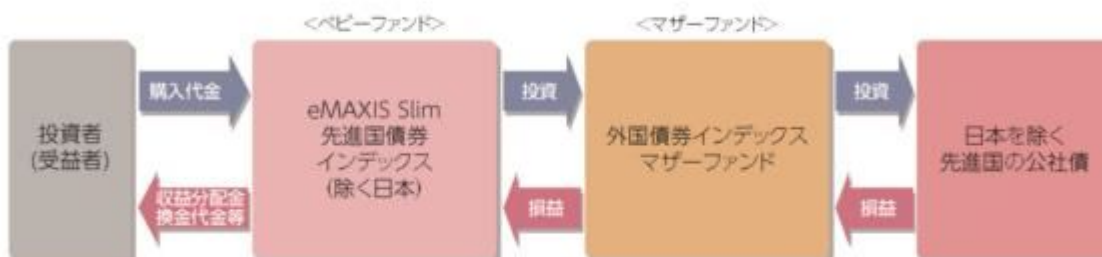 <ベビーファンド>
<マザーファンド>
投資者
(受益者)
購入代金
収益分配金
換金代金等
eMAXIS Slim
先進国債券
インデックス
(除く日本)
投資
損益
外国債券インデックス
マザーファンド
投資
損益
日本を除く
先進国の公社債